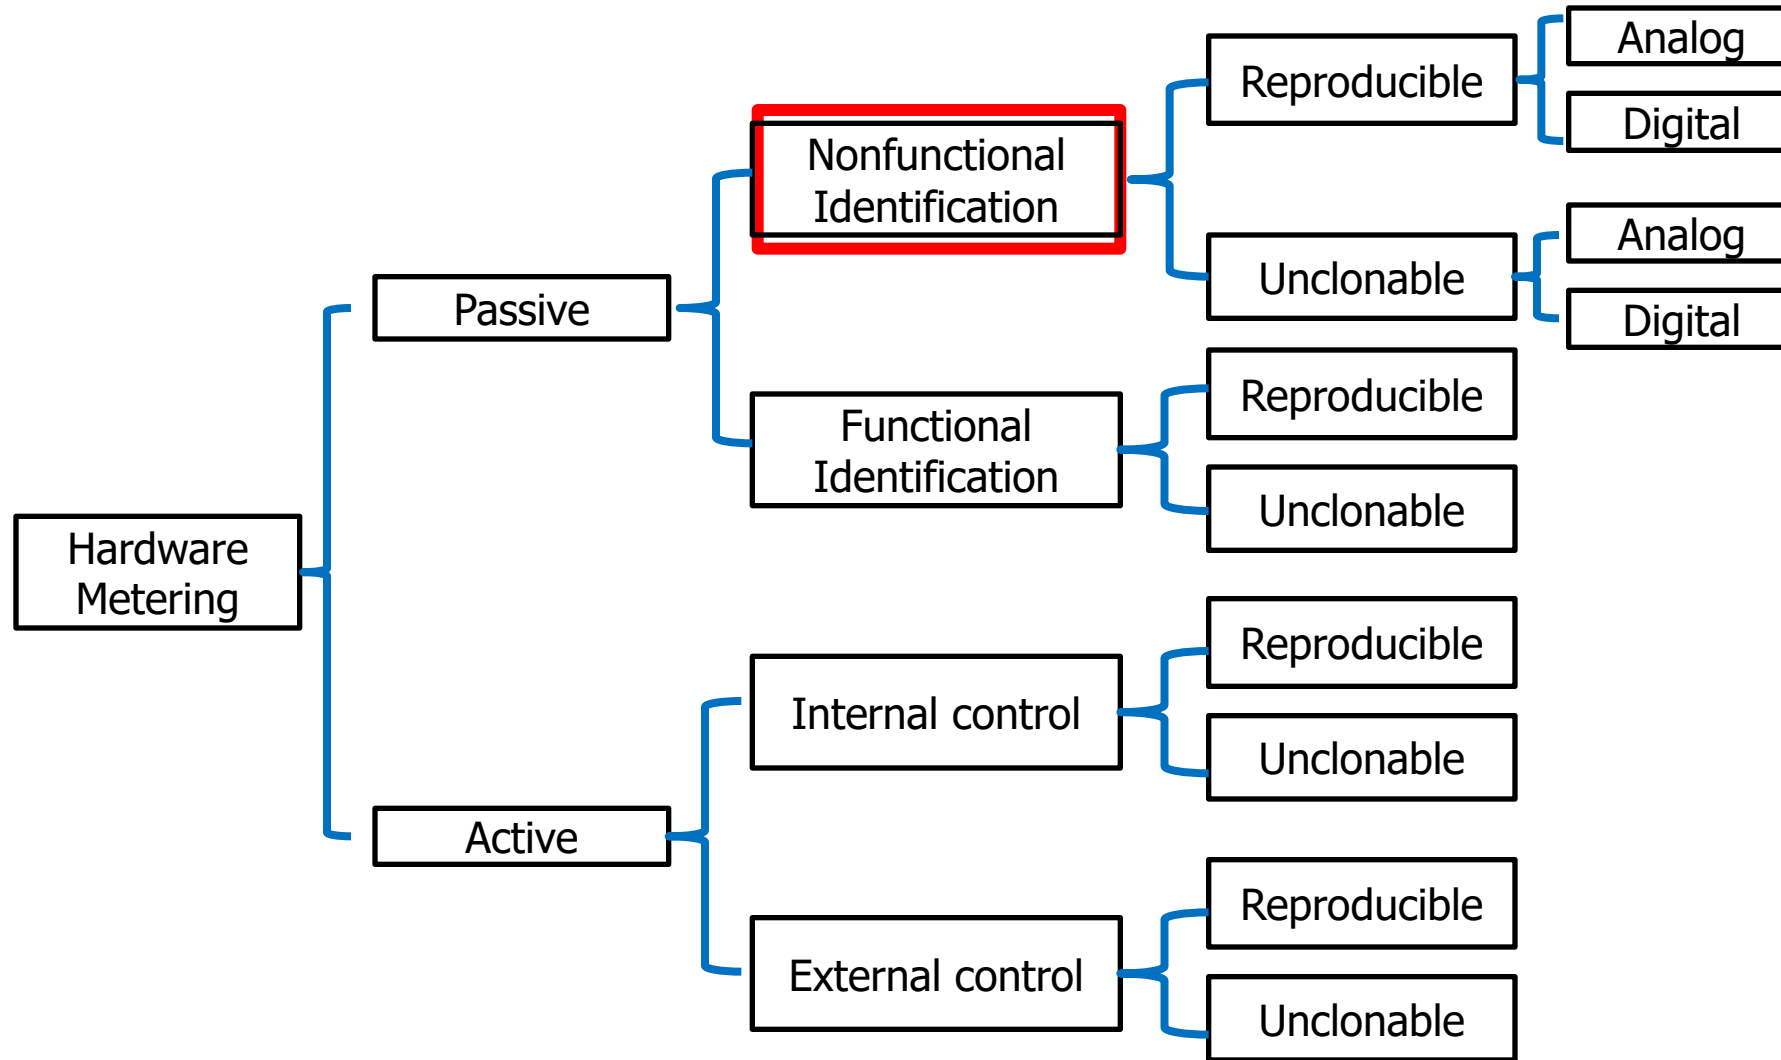 Hardware
Metering
Passive
Nonfunctional
Identification
Reproducible
Analog
Digital
Unclonable
Analog
Digital
Functional
Identification
Reproducible
Unclonable
Active
Internal control
Reproducible
Unclonable
External control
Reproducible
Unclonable